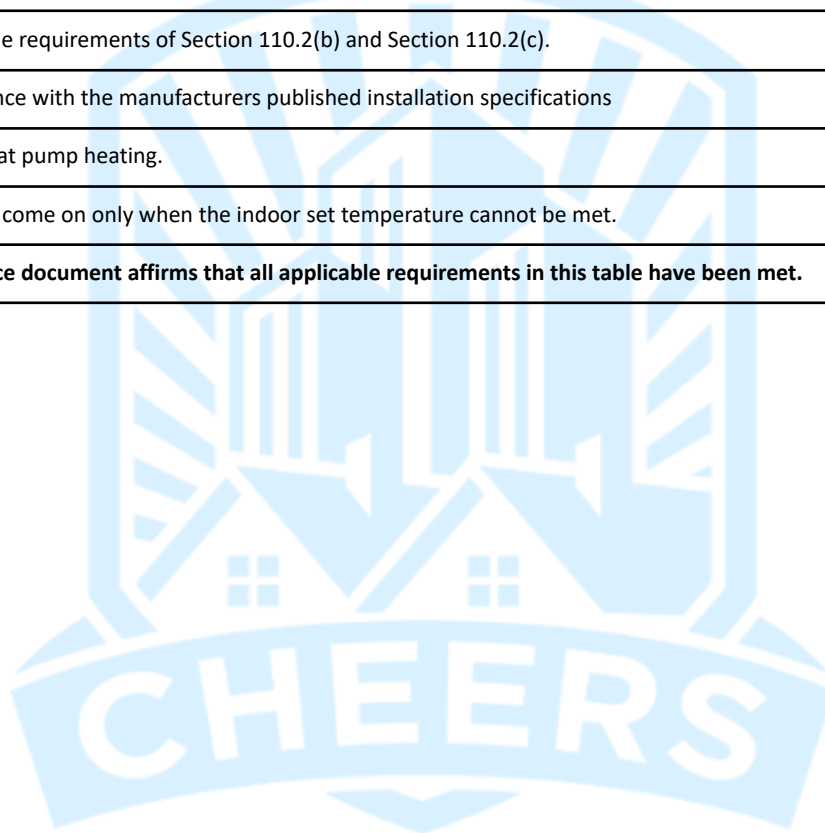 e requirements of Section 110.2(b) and Section 110.2(c).
nce with the manufacturers published installation specifications
at pump heating.
come on only when the indoor set temperature cannot be met.
ce document affirms that all applicable requirements in this table have been met.
CHEERS